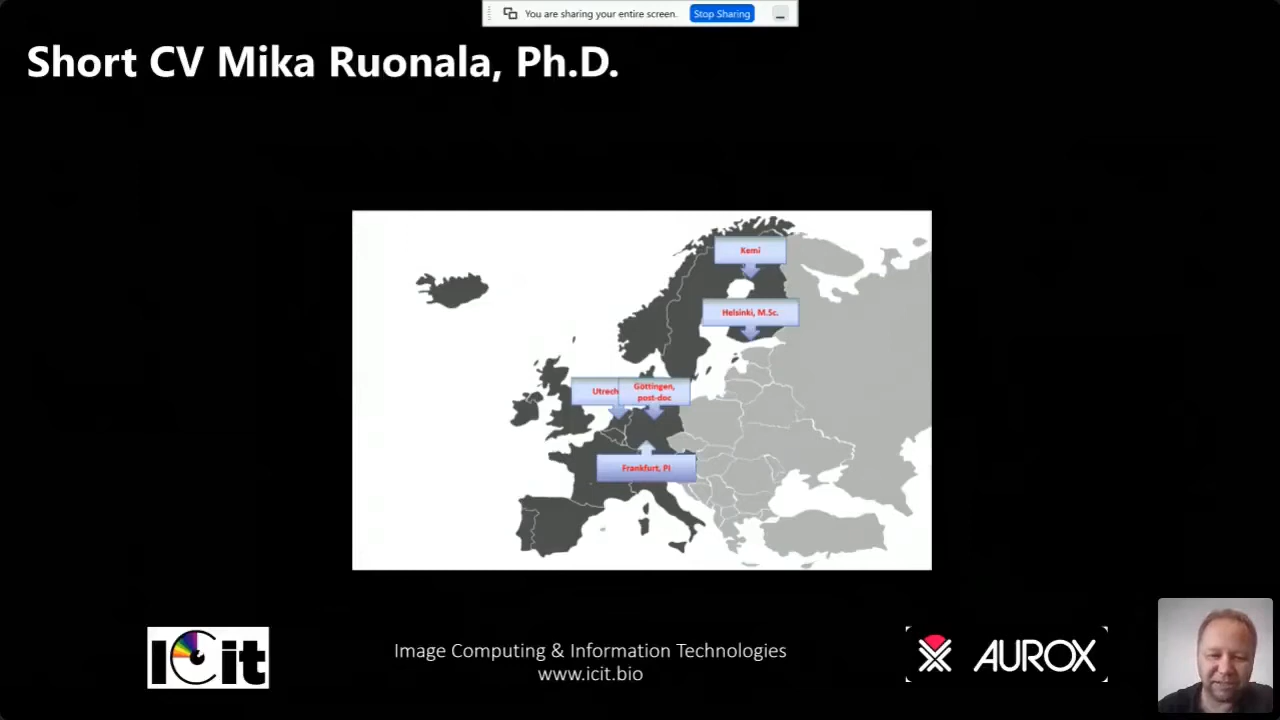 You are sharing your entire screen.
Stop Sharing
Short CV Mika Ruonala, Ph.D.
Kemi
Helsinki, M.Sc.
Utrech
Göttingen,
post-doc
Frankfurt, PI
ICit
Image Computing & Information Technologies
www.icit.bio
AUROX